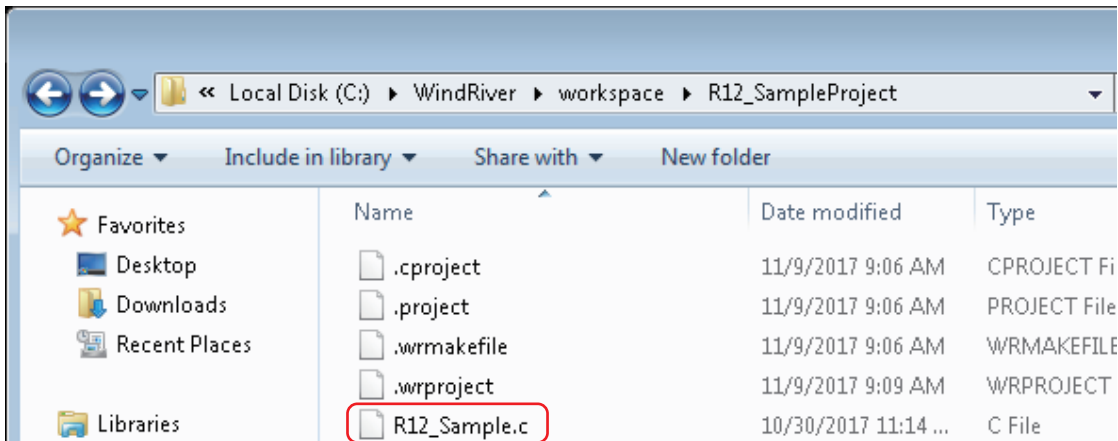 « Local Disk (C:) ▸ WindRiver ▸ workspace ▸ R12_SampleProject
Organize Include in library Share with New folder
Favorites
Desktop
Downloads
Recent Places
Libraries
Name Date modified Type
.cproject 11/9/2017 9:06 AM CPROJECT Fi
.project 11/9/2017 9:06 AM PROJECT File
.wrmakefile 11/9/2017 9:06 AM WRMAKEFILE
.wrproject 11/9/2017 9:09 AM WRPROJECT
R12_Sample.c 10/30/2017 11:14 ... C File